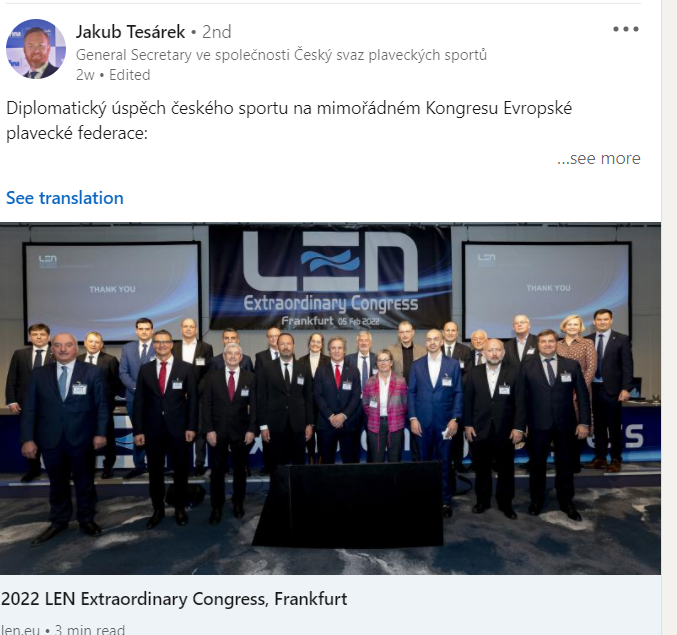 Jakub Tesárek • 2nd
General Secretary ve společnosti Český svaz plaveckých sportů
2w • Edited
Diplomatický úspěch českého sportu na mimořádném Kongresu Evropské
plavecké federace:
...see more
See translation
LEN
THANK YOU
LEN
Extraordinary Congress
Frankfurt 05 Feb 2022
LEN
THANK YOU
2022 LEN Extraordinary Congress, Frankfurt
len.eu • 3 min read